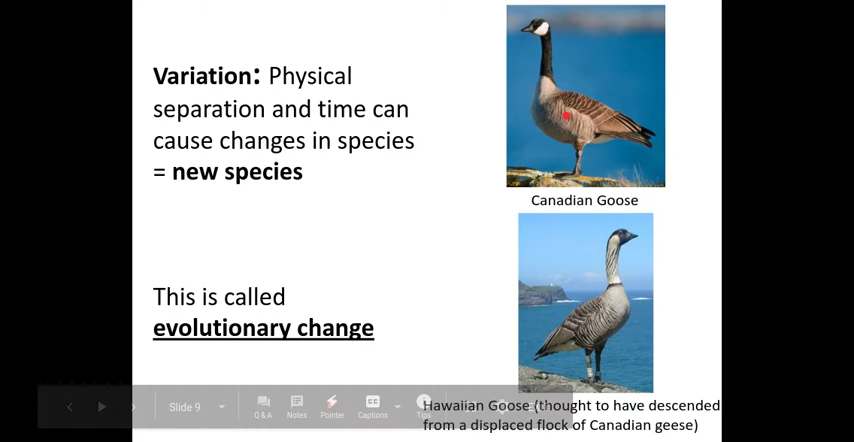 Variation: Physical
separation and time can
cause changes in species
= new species
Canadian Goose
This is called
evolutionary change
Hawaiian Goose (thought to have descended
from a displaced flock of Canadian geese)
Slide 9
Q & A
Notes
Pointer
Captions
Tips